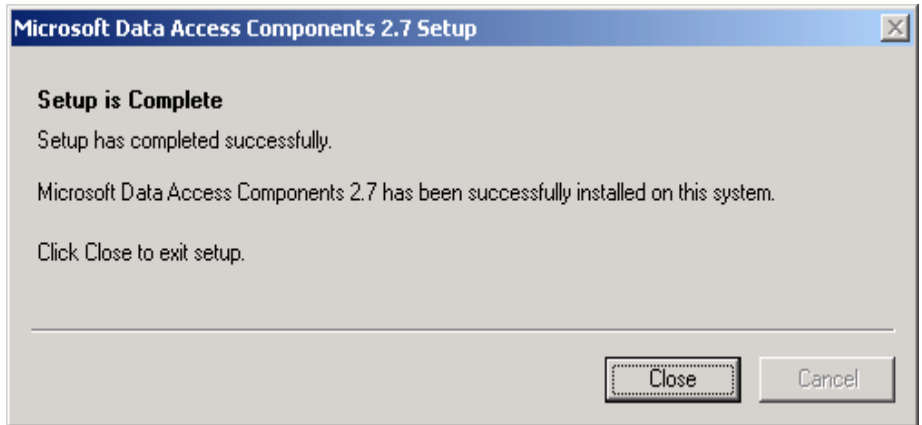 Microsoft Data Access Components 2.7 Setup
Setup is Complete
Setup has completed successfully.
Microsoft Data Access Components 2.7 has been successfully installed on this system.
Click Close to exit setup.
Close Cancel